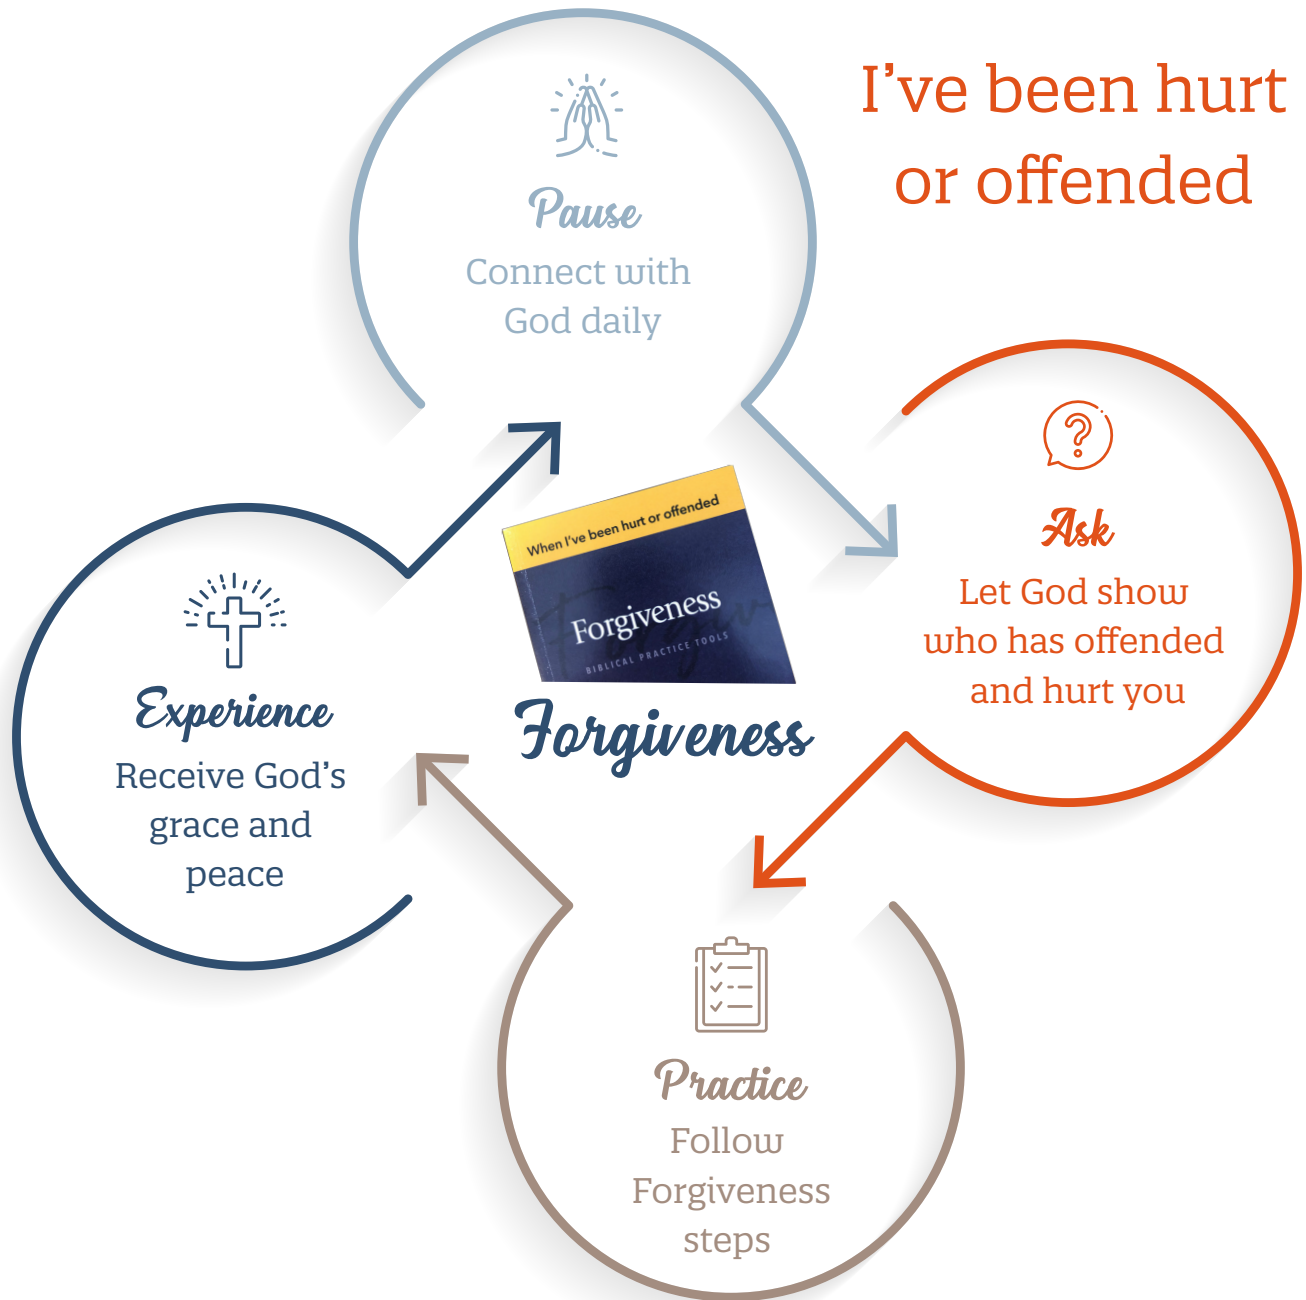 I've been hurt
or offended
Pause
Connect with
God daily
Ask
Let God show
who has offended
and hurt you
When I've been hurt or offended
Forgiveness
BIBLICAL PRACTICE TOOLS
Forgiveness
Experience
Receive God's
grace and
peace
Practice
Follow
Forgiveness
steps